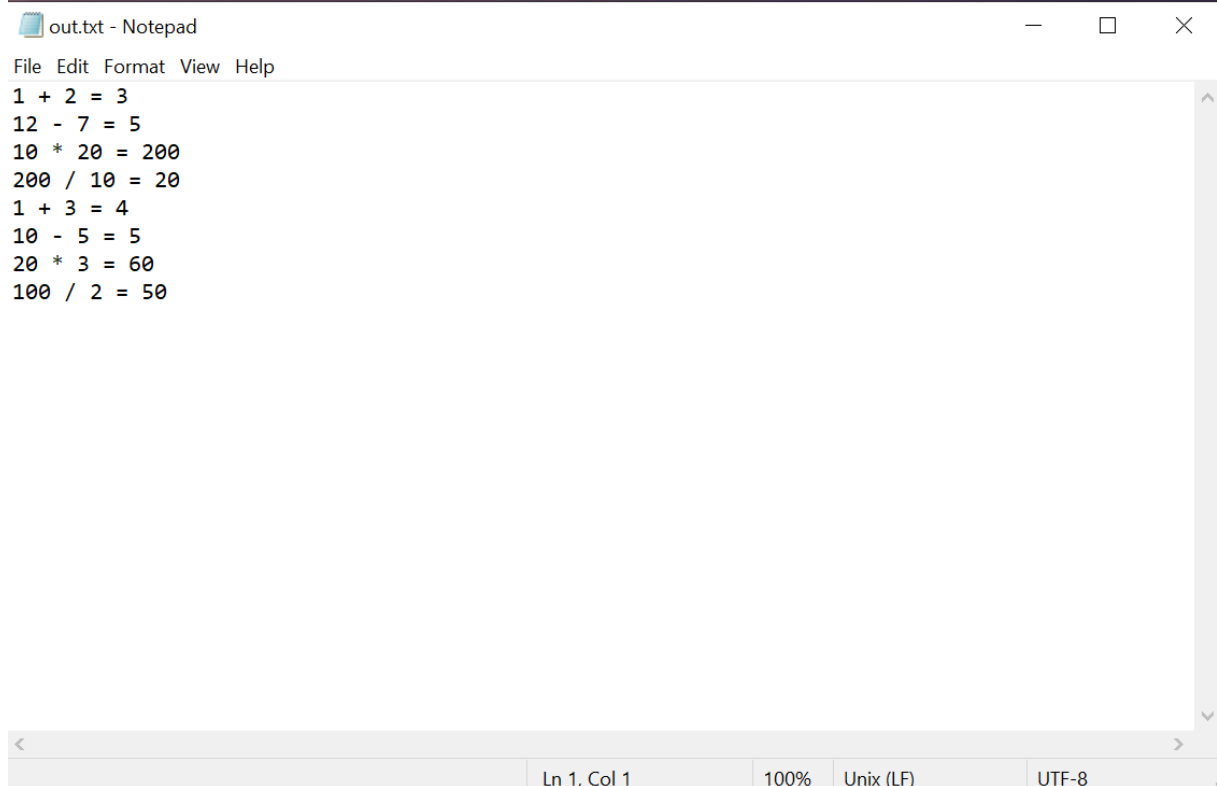 out.txt - Notepad
File Edit Format View Help
1 + 2 = 3
12 - 7 = 5
10 * 20 = 200
200 / 10 = 20
1 + 3 = 4
10 - 5 = 5
20 * 3 = 60
100 / 2 = 50
Ln 1, Col 1 100% Unix (LF) UTF-8